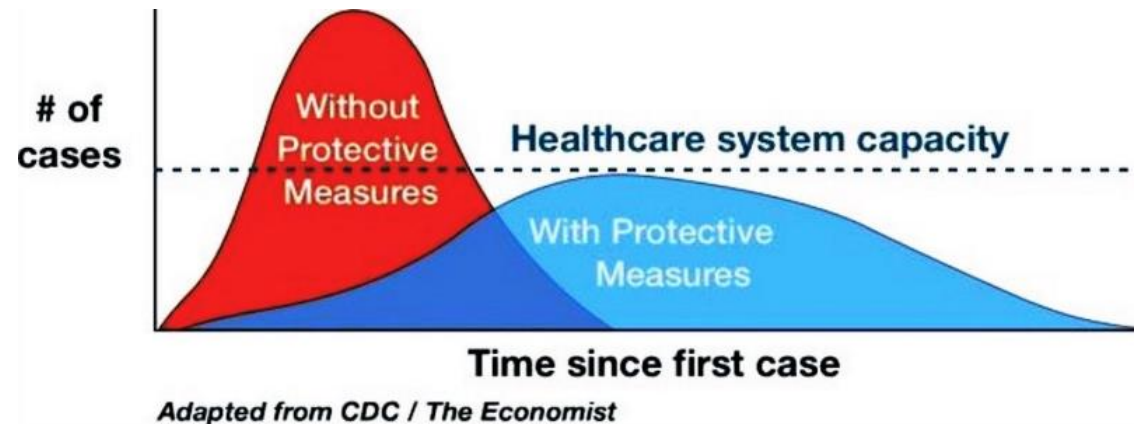 # of
cases
Without
Protective
Measures
Healthcare system capacity
With Protective
Measures
Time since first case
Adapted from CDC / The Economist